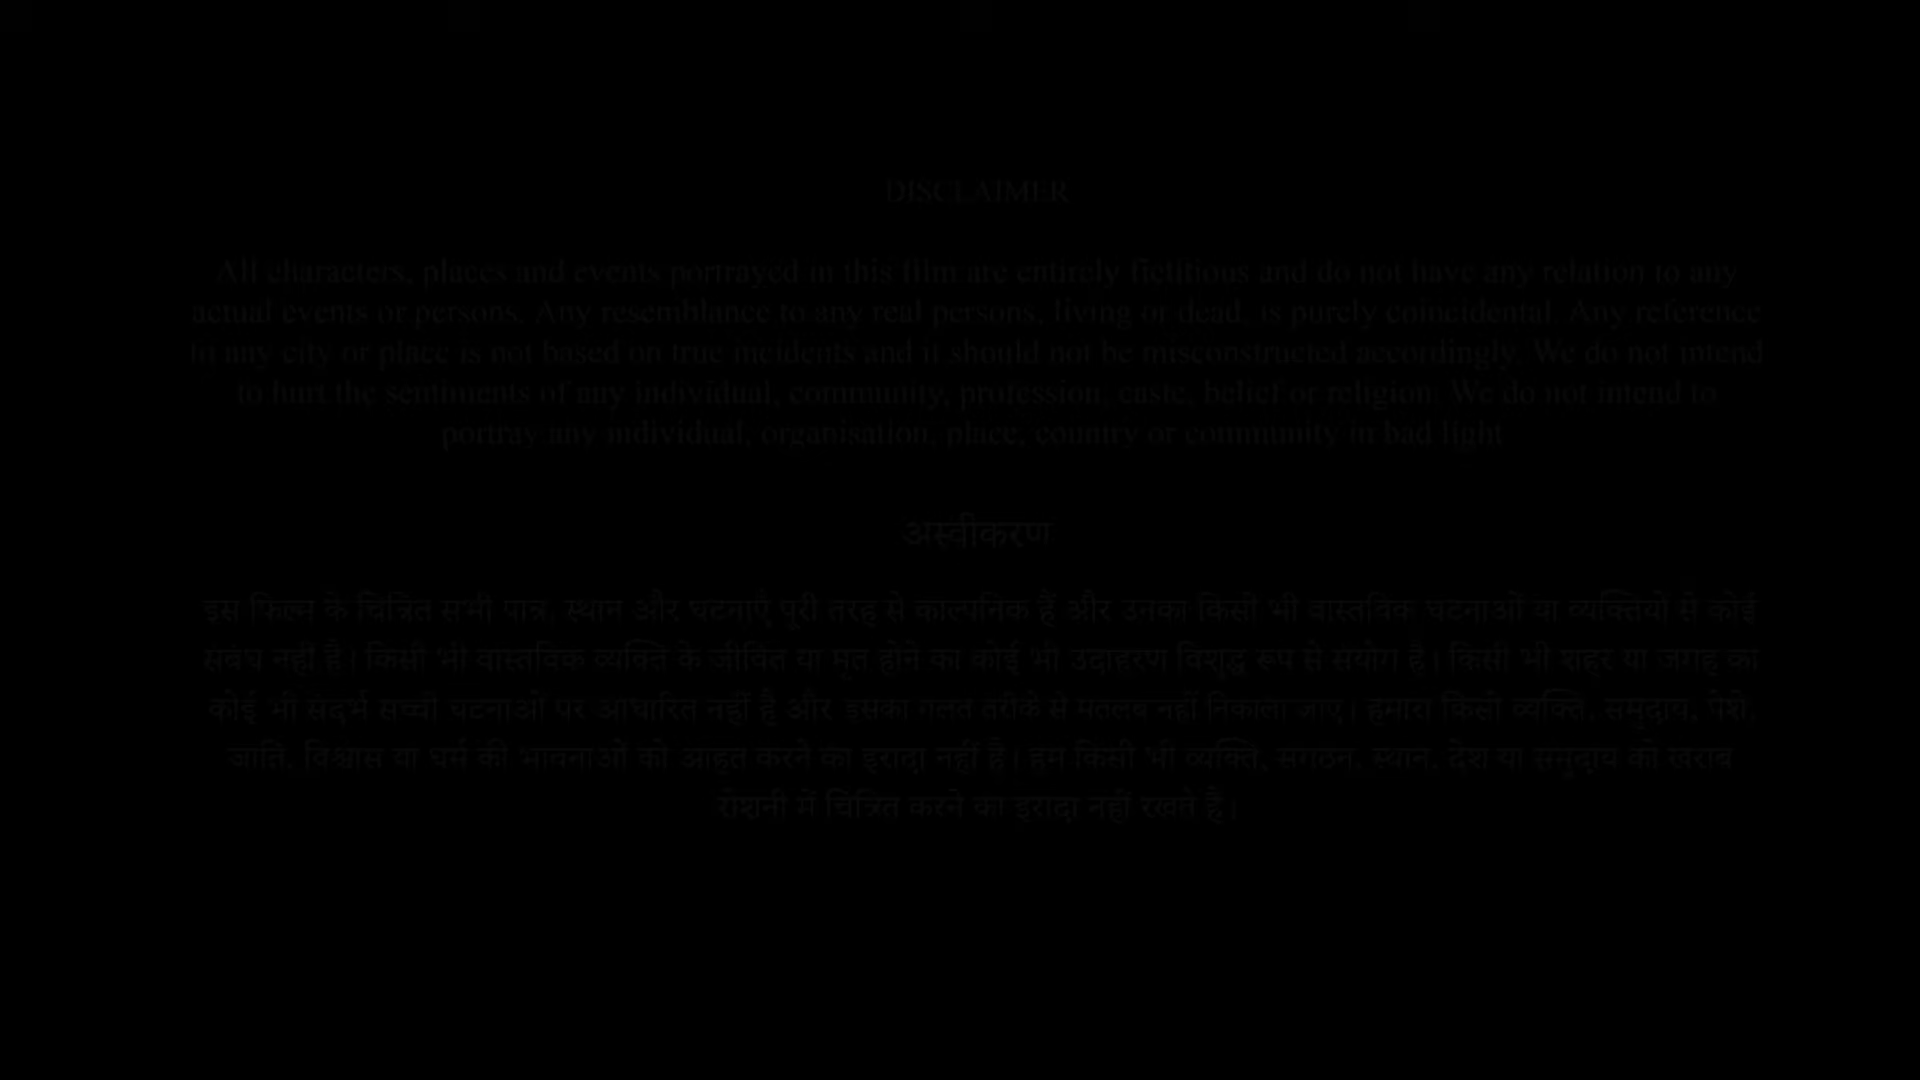 DISCLAIMER
All characters, places and events portrayed in this film are entirely fictitious and do not have any relation to any
actual events or persons. Any resemblance to any real persons, living or dead, is purely coincidental. Any reference
to any city or place is not based on true incidents and it should not be misconstructed accordingly. We do not intend
to hurt the sentiments of any individual, community, profession, caste, belief or religion. We do not intend to
portray any individual, organisation, place, country or community in bad light
अस्वीकरण
इस फिल्म के चित्रित सभी पात्र, स्थान और घटनाएँ पूरी तरह से काल्पनिक हैं और उनका किसी भी वास्तविक घटनाओं या व्यक्तियों से कोई
संबंध नहीं है। किसी भी वास्तविक व्यक्ति के जीवित या मृत होने का कोई भी उदाहरण विशुद्ध रूप से संयोग है। किसी भी शहर या जगह का
कोई भी संदर्भ सच्ची घटनाओं पर आधारित नहीं है और इसका गलत तरीके से मतलब नहीं निकाला जाए। हमारा किसी व्यक्ति, समुदाय, पेशे,
जाति, विश्वास या धर्म की भावनाओं को आहत करने का इरादा नहीं है। हम किसी भी व्यक्ति, संगठन, स्थान, देश या समुदाय को खराब
रोशनी में चित्रित करने का इरादा नहीं रखते है।